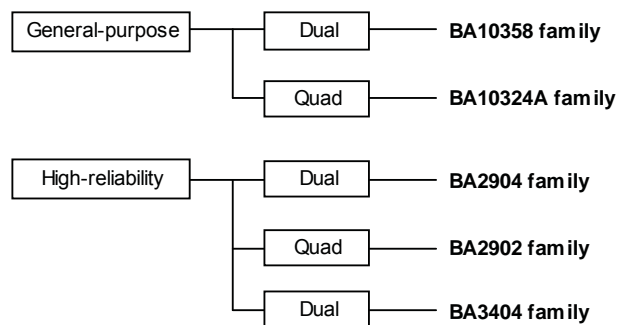 General-purpose Dual BA10358 family
Quad BA10324A family
High-reliability Dual BA2904 family
Quad BA2902 family
Dual BA3404 family